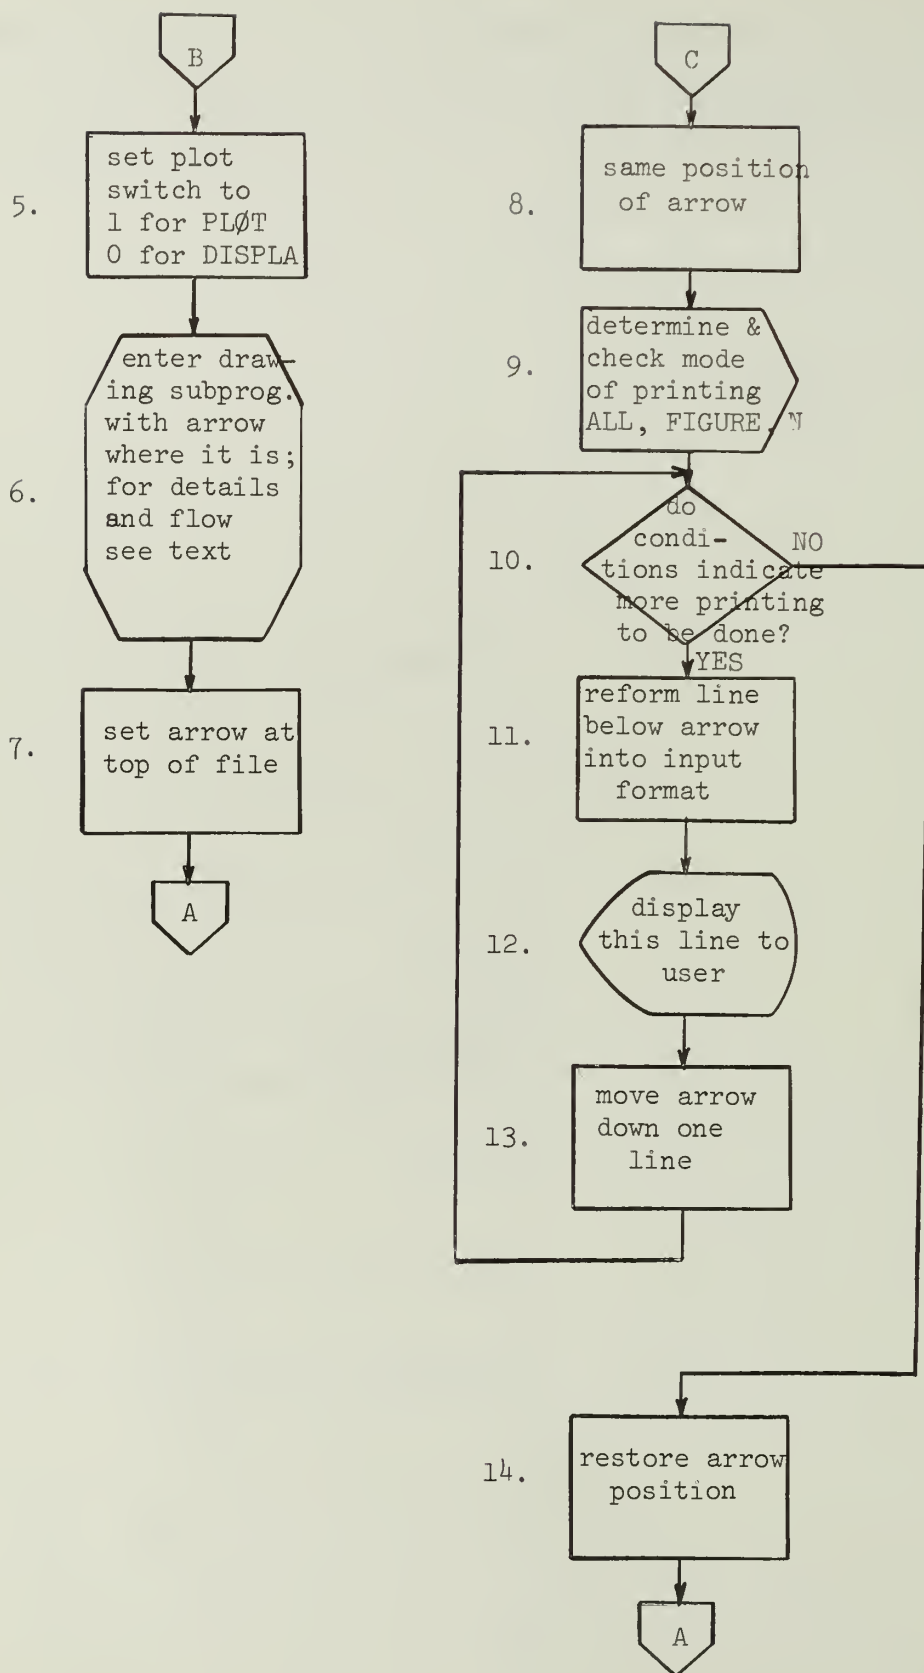 B
5.
set plot
switch to
1 for PLØT
0 for DISPLA
6.
enter draw-
ing subprog.
with arrow
where it is;
for details
and flow
see text
7.
set arrow at
top of file
A
C
8.
same position
of arrow
9.
determine &
check mode
of printing
ALL, FIGURE, N
10.
do
condi-
tions indicate
more printing
to be done?
NO
YES
11.
reform line
below arrow
into input
format
12.
display
this line to
user
13.
move arrow
down one
line
14.
restore arrow
position
A